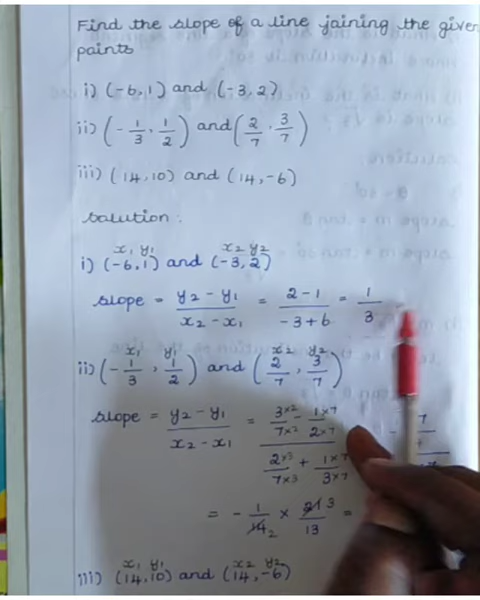 Find the slope of a line jaining the given
paints
i) (-6,1) and (-3,2)
ii) (-1/3, 1/2) and (2/7, 3/7)
iii) (14,10) and (14,-6)
Solution:
x₁ y₁ x₂ y₂
i) (-6,1) and (-3,2)
slope = y₂ - y₁ / x₂ - x₁ = 2-1 / -3+6 = 1/3
x₁ y₁ x₂ y₂
ii) (-1/3, 1/2) and (2/7, 3/7)
slope = y₂ - y₁ / x₂ - x₁ = 3×2/7×2 - 1×7/2×7 / 2×3/7×3 + 1×7/3×7
= -1/14 2 × 21 3/13 =
x₁ y₁ x₂ y₂
iii) (14,10) and (14,-6)